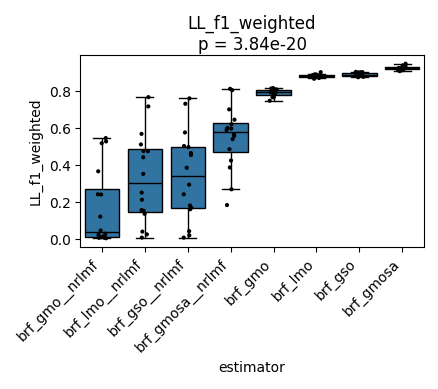 LL_f1_weighted
p = 3.84e-20
LL_f1_weighted
0.8
0.6
0.4
0.2
0.0
brf_gmo__nrlmf
brf_lmo__nrlmf
brf_gso__nrlmf
brf_gmosa__nrlmf
brf_gmo
brf_lmo
brf_gso
brf_gmosa
estimator